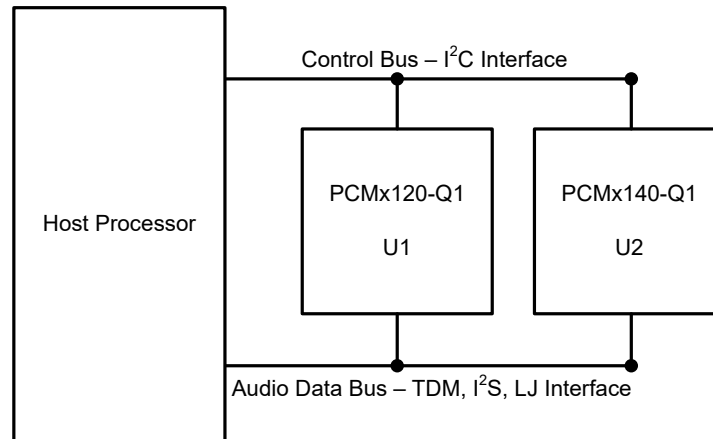 Control Bus – I²C Interface
PCMx120-Q1
PCMx140-Q1
Host Processor
U1
U2
Audio Data Bus – TDM, I²S, LJ Interface